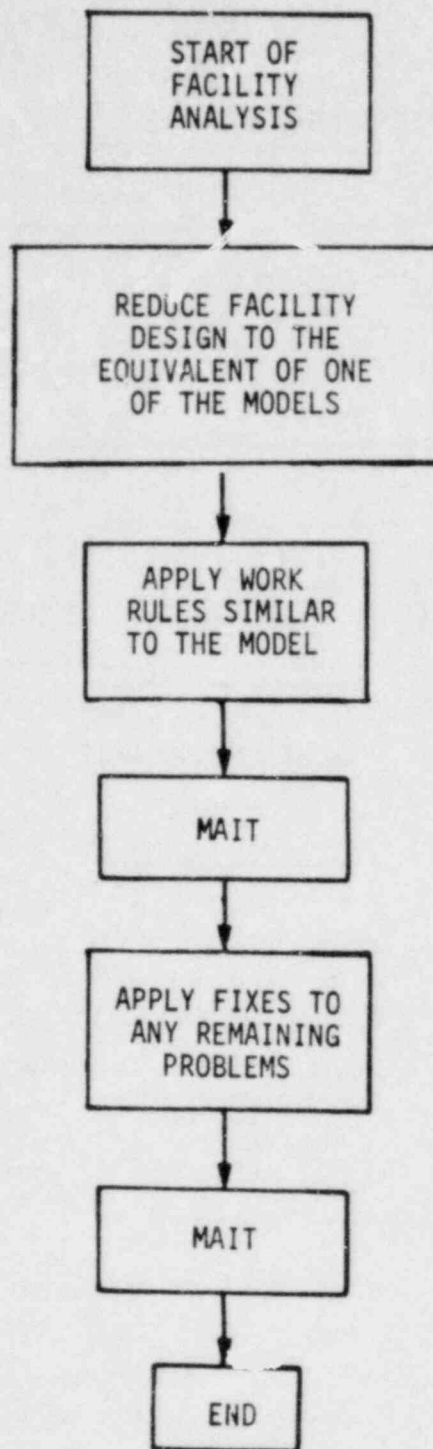 START OF
FACILITY
ANALYSIS
REDUCE FACILITY
DESIGN TO THE
EQUIVALENT OF ONE
OF THE MODELS
APPLY WORK
RULES SIMILAR
TO THE MODEL
MAIT
APPLY FIXES TO
ANY REMAINING
PROBLEMS
MAIT
END